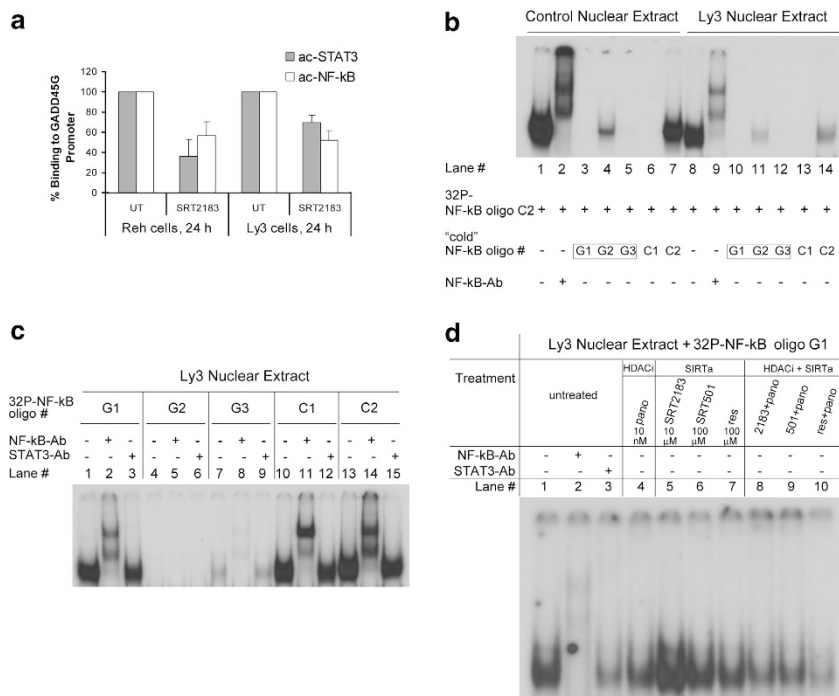 a
ac-STAT3
ac-NF-kB
% Binding to GADD45G
Promoter
120
100
80
60
40
20
0
UT SRT2183 UT SRT2183
Reh cells, 24 h Ly3 cells, 24 h
b
Control Nuclear Extract Ly3 Nuclear Extract
Lane # 1 2 3 4 5 6 7 8 9 10 11 12 13 14
32P-
NF-kB oligo C2 + + + + + + + + + + + + + +
"cold"
NF-kB oligo # - - G1 G2 G3 C1 C2 - - G1 G2 G3 C1 C2
NF-kB-Ab - + - - - - - - + - - - - -
c
Ly3 Nuclear Extract
32P-NF-kB
oligo # G1 G2 G3 C1 C2
NF-kB-Ab - + - - + - - + - - + - - + -
STAT3-Ab - - + - - + - - + - - + - - +
Lane # 1 2 3 4 5 6 7 8 9 10 11 12 13 14 15
d
Ly3 Nuclear Extract + 32P-NF-kB oligo G1
Treatment
untreated
HDACi SIRTa HDACi + SIRTa
10 nM pano
10 µM SRT2183
100 µM SRT501
100 µM res
2183+pano
501+pano
res+pano
NF-kB-Ab - + - - - - - - - -
STAT3-Ab - - + - - - - - - -
Lane # 1 2 3 4 5 6 7 8 9 10